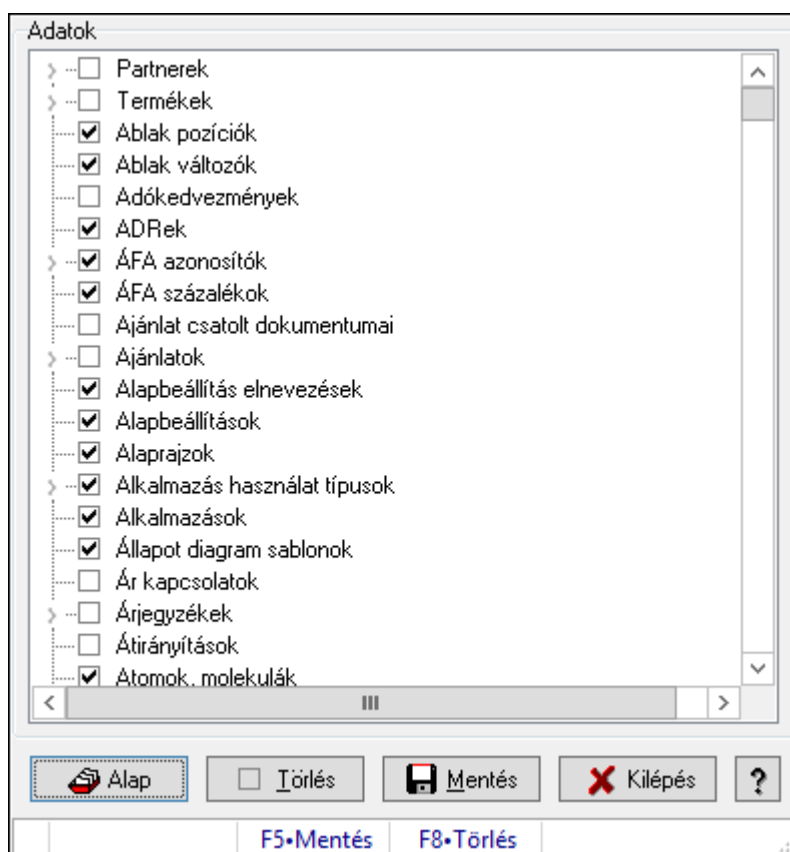 Adatok
Partnerek
Termékek
Ablak pozíciók
Ablak változók
Adókedvezmények
ADRek
ÁFA azonosítók
ÁFA százalékok
Ajánlat csatolt dokumentumai
Ajánlatok
Alapbeállítás elnevezések
Alapbeállítások
Alaprajzok
Alkalmazás használat típusok
Alkalmazások
Állapot diagram sablonok
Ár kapcsolatok
Árjegyzékek
Átirányítások
Atomok, molekulák
Alap Törlés Mentés Kilépés ?
F5•Mentés F8•Törlés